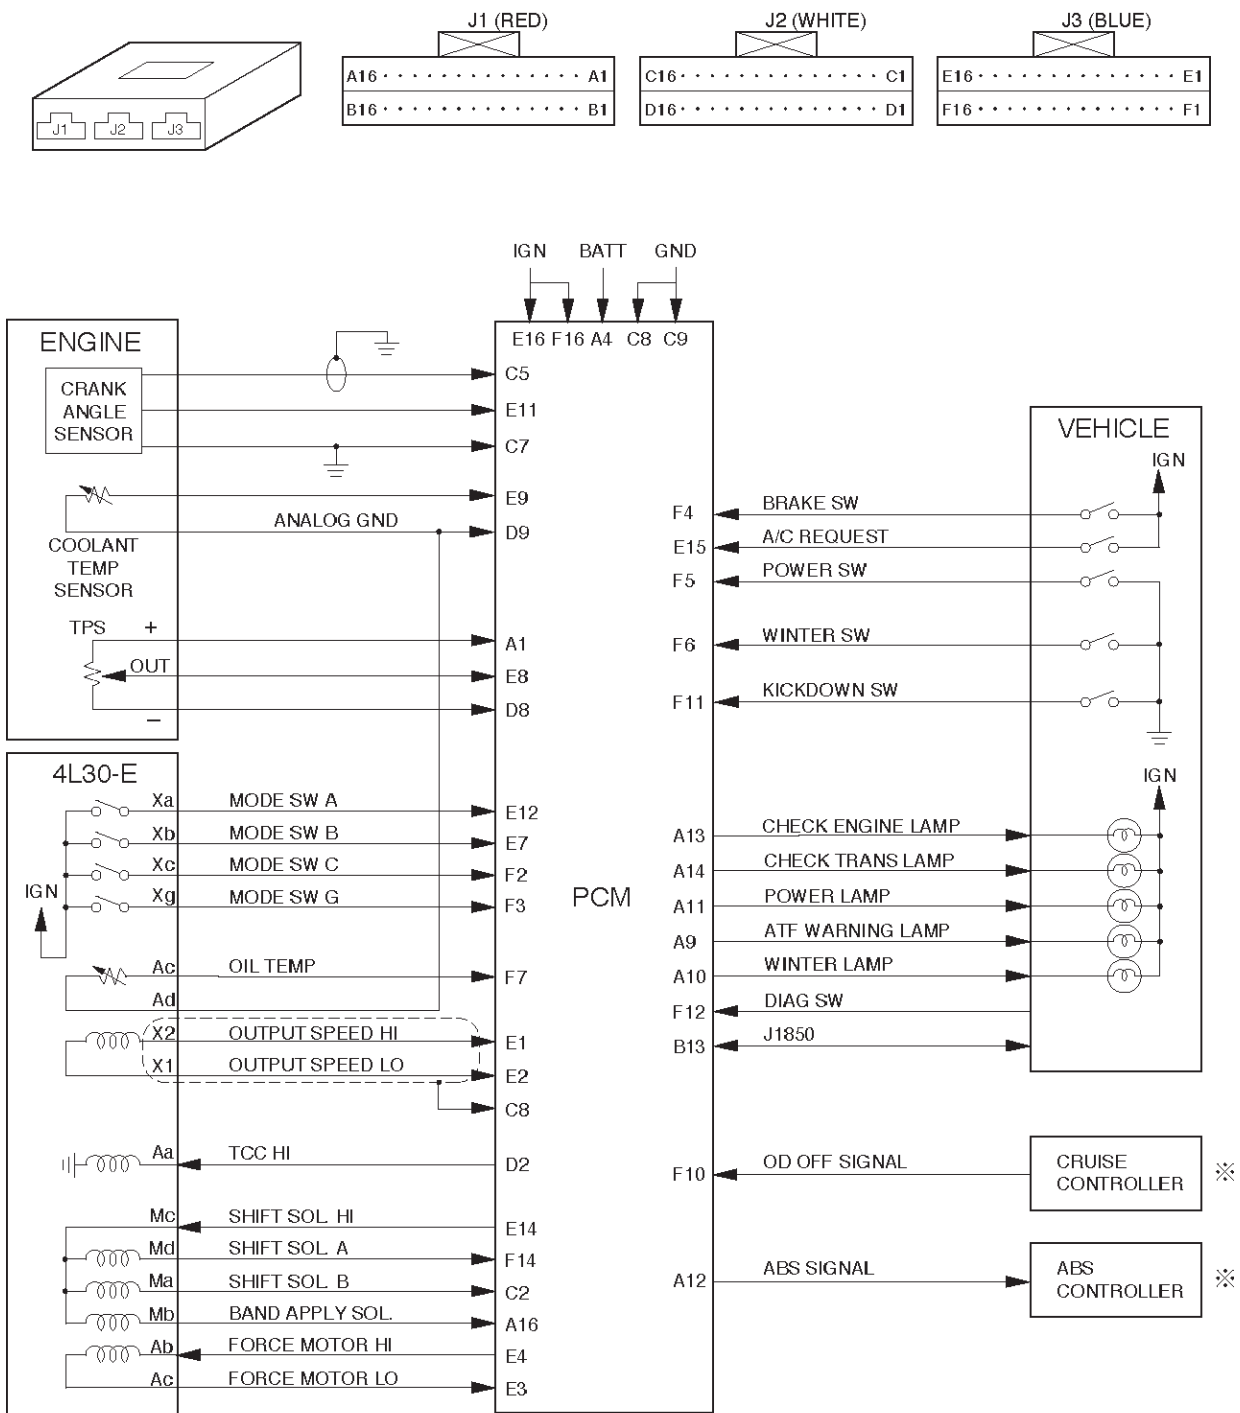 J1 (RED)
J2 (WHITE)
J3 (BLUE)
A16 A1
B16 B1
C16 C1
D16 D1
E16 E1
F16 F1
J1 J2 J3
IGN BATT GND
E16 F16 A4 C8 C9
ENGINE
CRANK
ANGLE
SENSOR
C5
E11
C7
E9
ANALOG GND
D9
COOLANT
TEMP
SENSOR
TPS +
A1
OUT
E8
D8
−
4L30-E
IGN
Xa MODE SW A E12
Xb MODE SW B E7
Xc MODE SW C F2
Xg MODE SW G F3
Ac OIL TEMP F7
Ad
X2 OUTPUT SPEED HI E1
X1 OUTPUT SPEED LO E2
C8
Aa TCC HI D2
Mc SHIFT SOL. HI E14
Md SHIFT SOL. A F14
Ma SHIFT SOL. B C2
Mb BAND APPLY SOL. A16
Ab FORCE MOTOR HI E4
Ac FORCE MOTOR LO E3
PCM
VEHICLE
IGN
F4 BRAKE SW
E15 A/C REQUEST
F5 POWER SW
F6 WINTER SW
F11 KICKDOWN SW
IGN
A13 CHECK ENGINE LAMP
A14 CHECK TRANS LAMP
A11 POWER LAMP
A9 ATF WARNING LAMP
A10 WINTER LAMP
F12 DIAG SW
B13 J1850
F10 OD OFF SIGNAL
CRUISE
CONTROLLER
※
A12 ABS SIGNAL
ABS
CONTROLLER
※